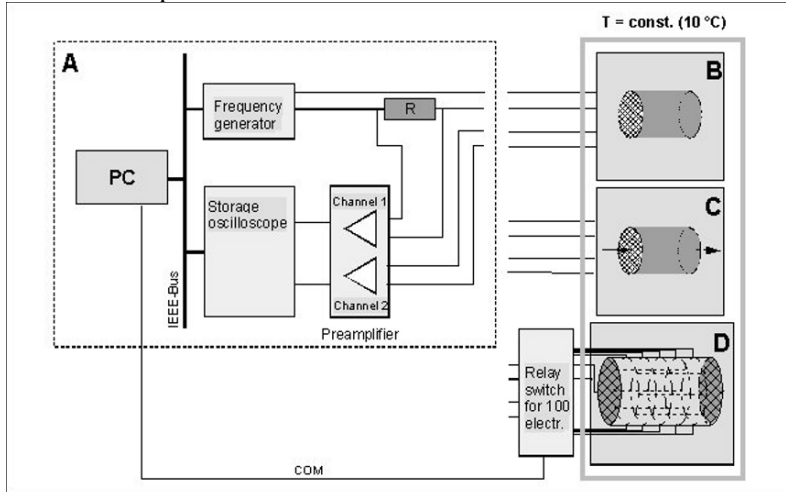 T = const. (10 °C)
A
Frequency
generator
R
B
PC
Storage
oscilloscope
Channel 1
Channel 2
Preamplifier
IEEE-Bus
C
D
Relay
switch
for 100
electr.
COM